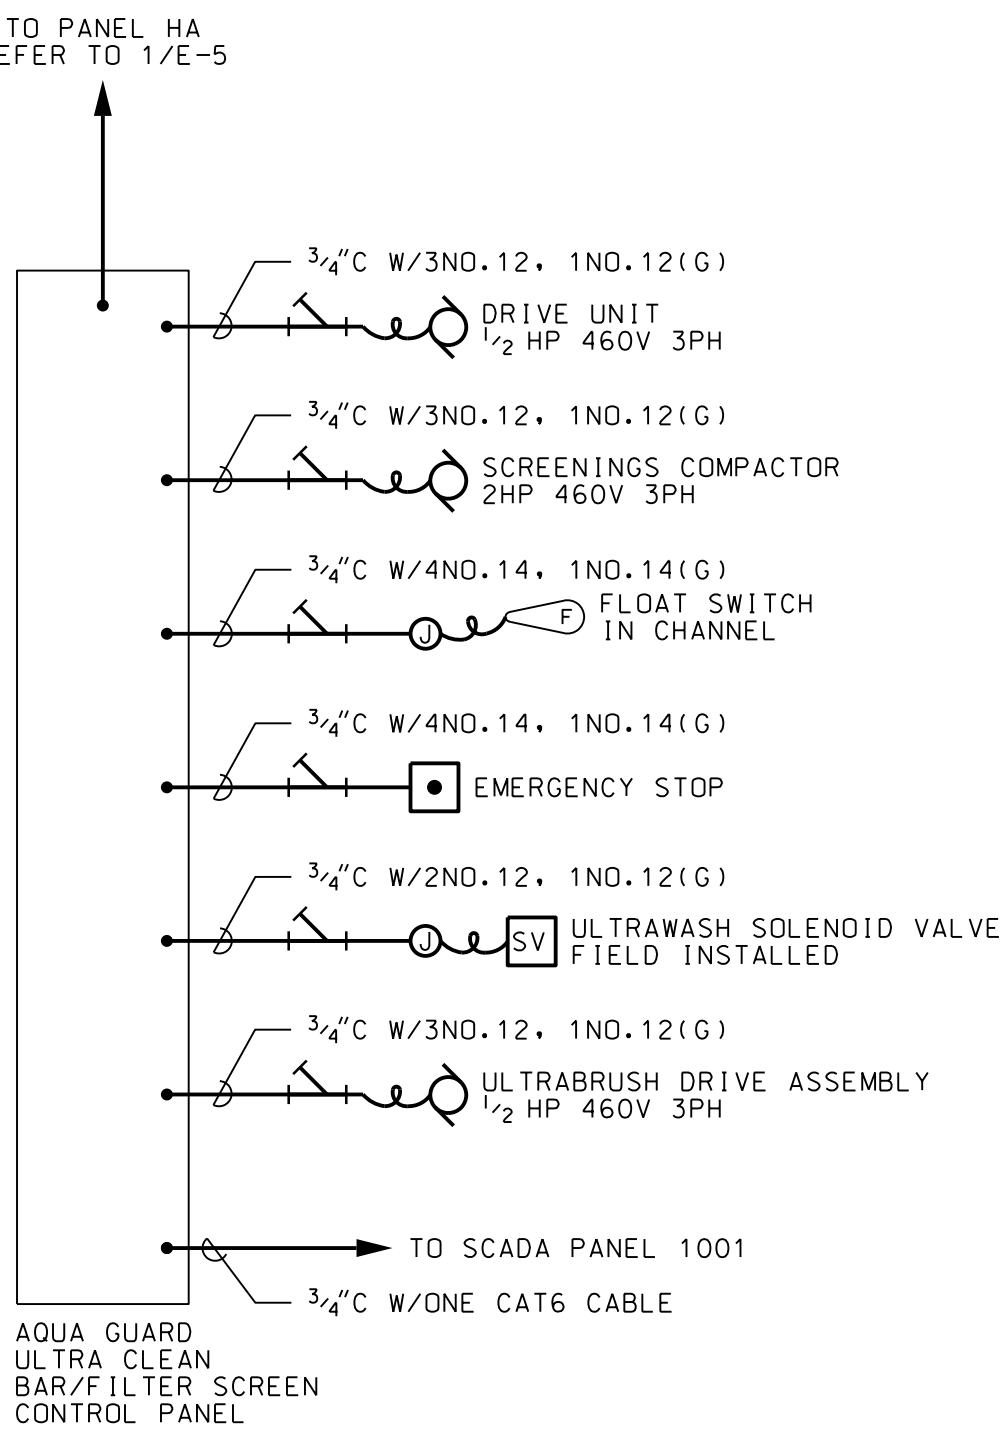 TO PANEL HA
EFER TO 1/E-5
3/4"C W/3NO.12, 1NO.12(G)
DRIVE UNIT
1/2 HP 460V 3PH
3/4"C W/3NO.12, 1NO.12(G)
SCREENINGS COMPACTOR
2HP 460V 3PH
3/4"C W/4NO.14, 1NO.14(G)
J
F
FLOAT SWITCH
IN CHANNEL
3/4"C W/4NO.14, 1NO.14(G)
EMERGENCY STOP
3/4"C W/2NO.12, 1NO.12(G)
J
SV
ULTRAWASH SOLENOID VALVE
FIELD INSTALLED
3/4"C W/3NO.12, 1NO.12(G)
ULTRABRUSH DRIVE ASSEMBLY
1/2 HP 460V 3PH
TO SCADA PANEL 1001
3/4"C W/ONE CAT6 CABLE
AQUA GUARD
ULTRA CLEAN
BAR/FILTER SCREEN
CONTROL PANEL